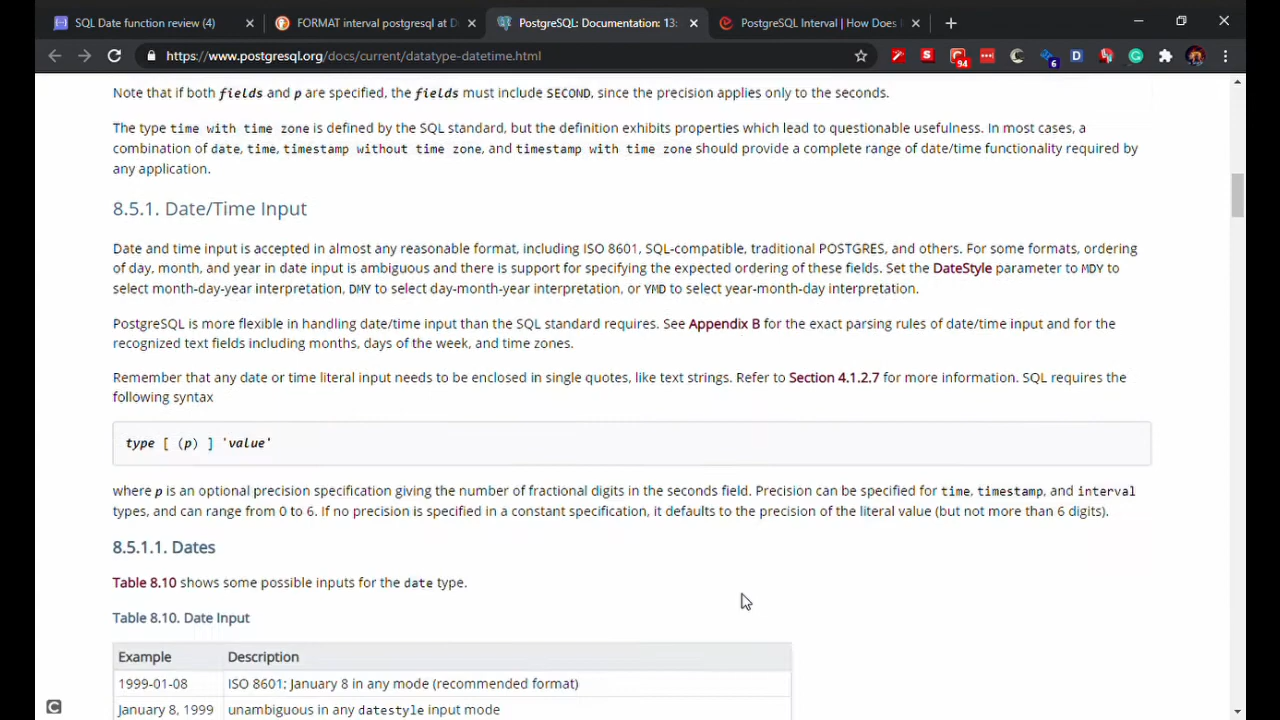 SQL Date function review (4)
FORMAT interval postgresql at D
PostgreSQL: Documentation: 13:
PostgreSQL Interval | How Does
https://www.postgresql.org/docs/current/datatype-datetime.html
94
6
Note that if both fields and p are specified, the fields must include SECOND, since the precision applies only to the seconds.
The type time with time zone is defined by the SQL standard, but the definition exhibits properties which lead to questionable usefulness. In most cases, a
combination of date, time, timestamp without time zone, and timestamp with time zone should provide a complete range of date/time functionality required by
any application.
8.5.1. Date/Time Input
Date and time input is accepted in almost any reasonable format, including ISO 8601, SQL-compatible, traditional POSTGRES, and others. For some formats, ordering
of day, month, and year in date input is ambiguous and there is support for specifying the expected ordering of these fields. Set the DateStyle parameter to MDY to
select month-day-year interpretation, DMY to select day-month-year interpretation, or YMD to select year-month-day interpretation.
PostgreSQL is more flexible in handling date/time input than the SQL standard requires. See Appendix B for the exact parsing rules of date/time input and for the
recognized text fields including months, days of the week, and time zones.
Remember that any date or time literal input needs to be enclosed in single quotes, like text strings. Refer to Section 4.1.2.7 for more information. SQL requires the
following syntax
type [ (p) ] 'value'
where p is an optional precision specification giving the number of fractional digits in the seconds field. Precision can be specified for time, timestamp, and interval
types, and can range from 0 to 6. If no precision is specified in a constant specification, it defaults to the precision of the literal value (but not more than 6 digits).
8.5.1.1. Dates
Table 8.10 shows some possible inputs for the date type.
Table 8.10. Date Input
Example Description
1999-01-08 ISO 8601; January 8 in any mode (recommended format)
January 8, 1999 unambiguous in any datestyle input mode